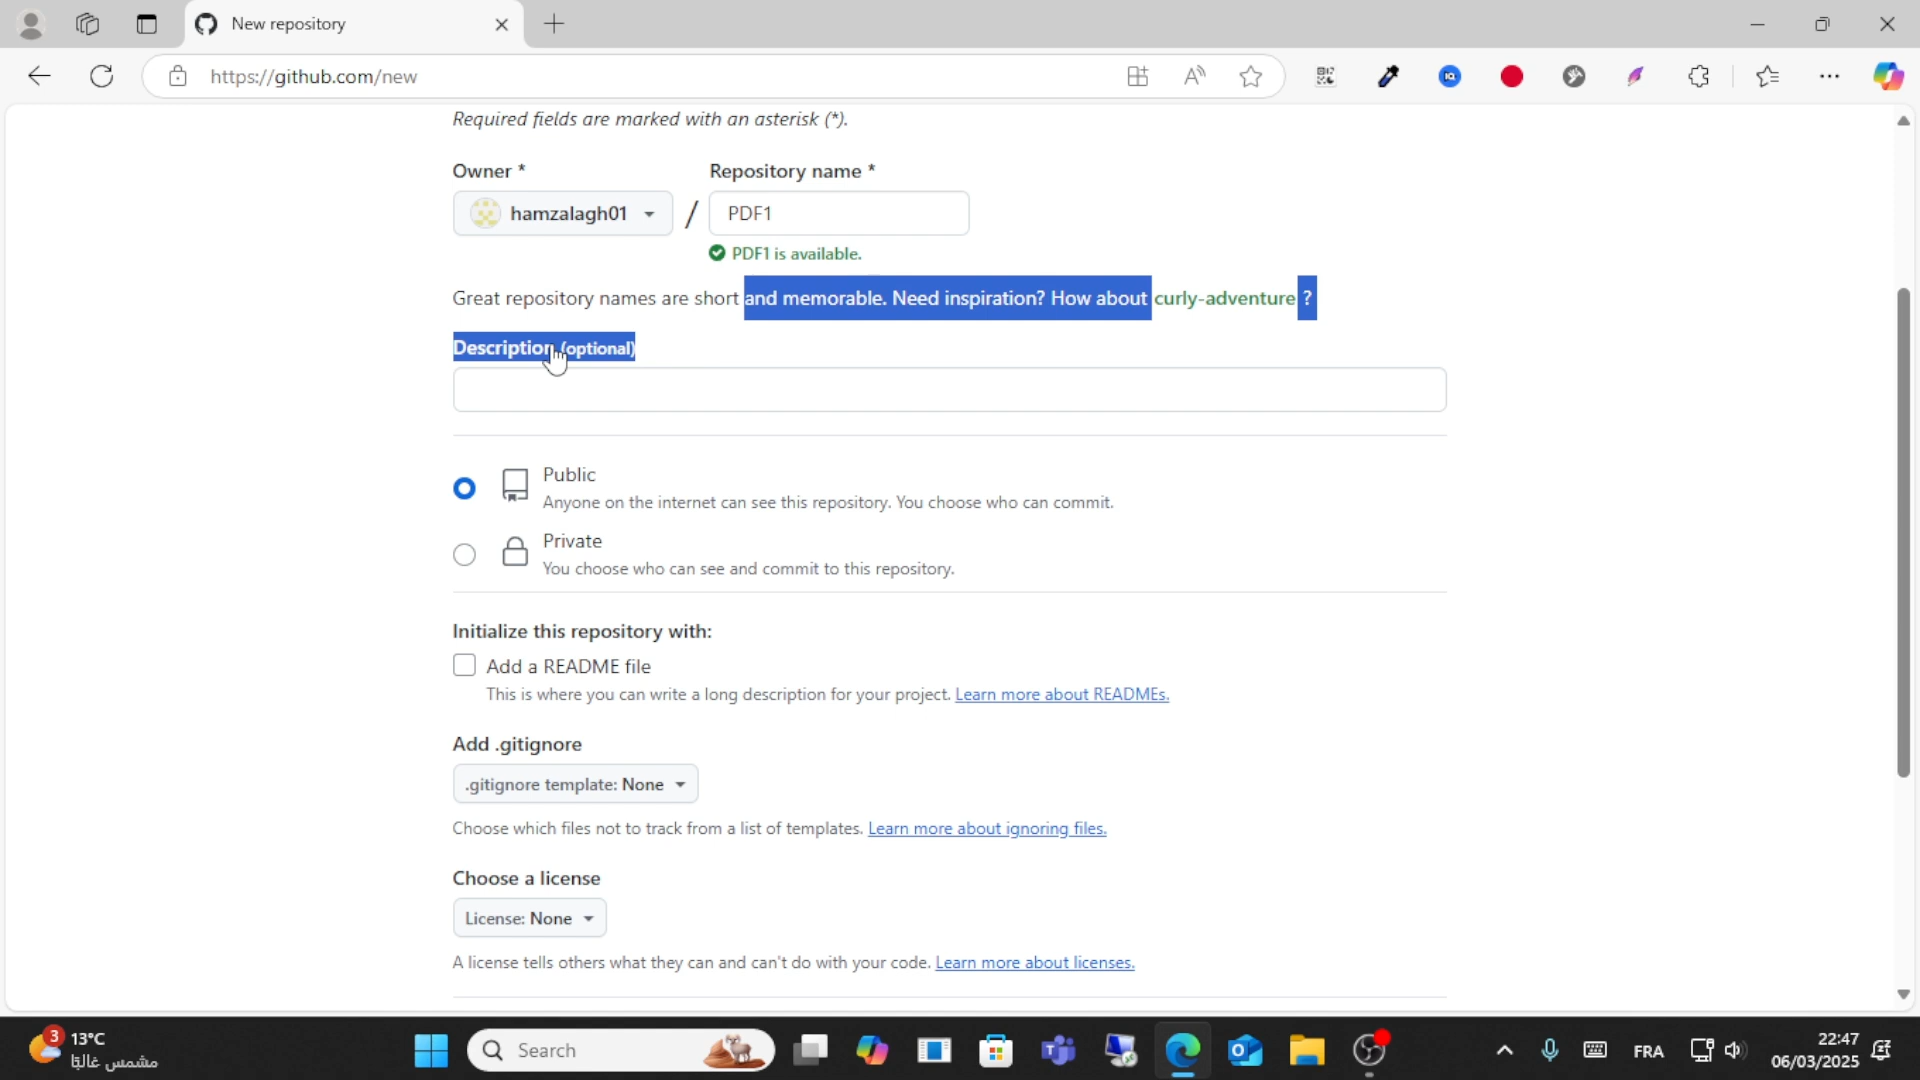 New repository
https://github.com/new
Required fields are marked with an asterisk (*).
Owner *
Repository name *
hamzalagh01
/
PDF1
PDF1 is available.
Great repository names are short and memorable. Need inspiration? How about curly-adventure ?
Description (optional)
Public
Anyone on the internet can see this repository. You choose who can commit.
Private
You choose who can see and commit to this repository.
Initialize this repository with:
Add a README file
This is where you can write a long description for your project. Learn more about READMEs.
Add .gitignore
.gitignore template: None
Choose which files not to track from a list of templates. Learn more about ignoring files.
Choose a license
License: None
A license tells others what they can and can't do with your code. Learn more about licenses.
3
13°C
مشمس غالبًا
Search
FRA
22:47
06/03/2025